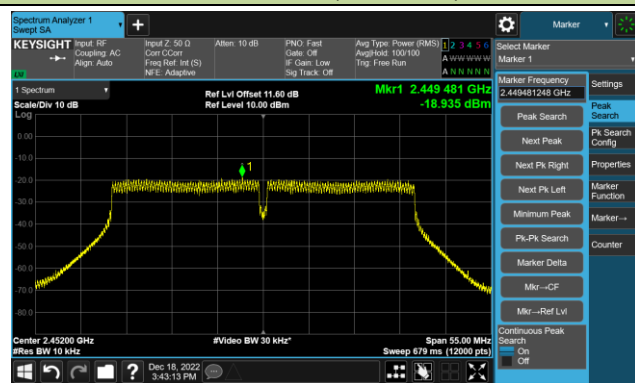 Spectrum Analyzer 1
Swept SA
Marker
KEYSIGHT
Input: RF
Coupling: AC
Align: Auto
Input Z: 50 Ω
Corr CCorr
Freq Ref: Int (S)
NFE: Adaptive
Atten: 10 dB
PNO: Fast
Gate: Off
IF Gain: Low
Sig Track: Off
Avg Type: Power (RMS)
Avg|Hold: 100/100
Trig: Free Run
1 2 3 4 5 6
A W W W W W
A N N N N N
Select Marker
Marker 1
Marker Frequency
2.449481248 GHz
Settings
Peak Search
Next Peak
Next Pk Right
Next Pk Left
Minimum Peak
Pk-Pk Search
Marker Delta
Mkr→CF
Mkr→Ref Lvl
Continuous Peak
Search
On
Off
Peak
Search
Pk Search
Config
Properties
Marker
Function
Marker→
Counter
1 Spectrum
Scale/Div 10 dB
Log
Ref Lvl Offset 11.60 dB
Ref Level 10.00 dBm
Mkr1 2.449 481 GHz
-18.935 dBm
1
0.00
-10.0
-20.0
-30.0
-40.0
-50.0
-60.0
-70.0
-80.0
Center 2.45200 GHz
#Res BW 10 kHz
#Video BW 30 kHz*
Span 55.00 MHz
Sweep 679 ms (12000 pts)
Dec 18, 2022
3:43:13 PM